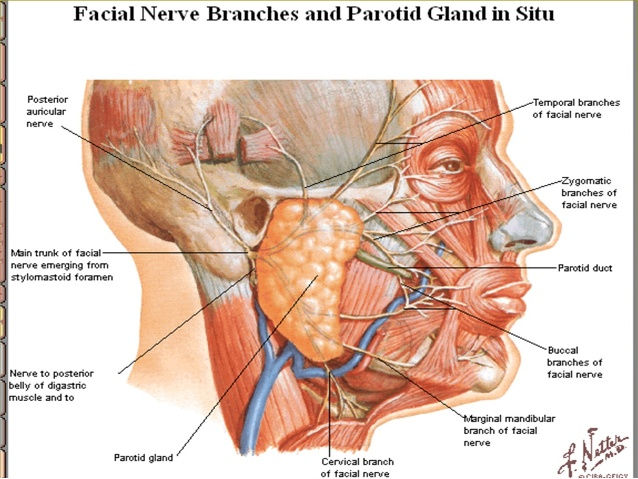 Facial Nerve Branches and Parotid Gland in Situ
Posterior
auricular
nerve
Temporal branches
of facial nerve
Zygomatic
branches of
facial nerve
Main trunk of facial
nerve emerging from
stylomastoid foramen
Parotid duct
Buccal
branches of
facial nerve
Nerve to posterior
belly of digastric
muscle and to
Marginal mandibular
branch of facial
nerve
Parotid gland
Cervical branch
of facial nerve
F. Netter
M.D.
© CIBA-GEIGY